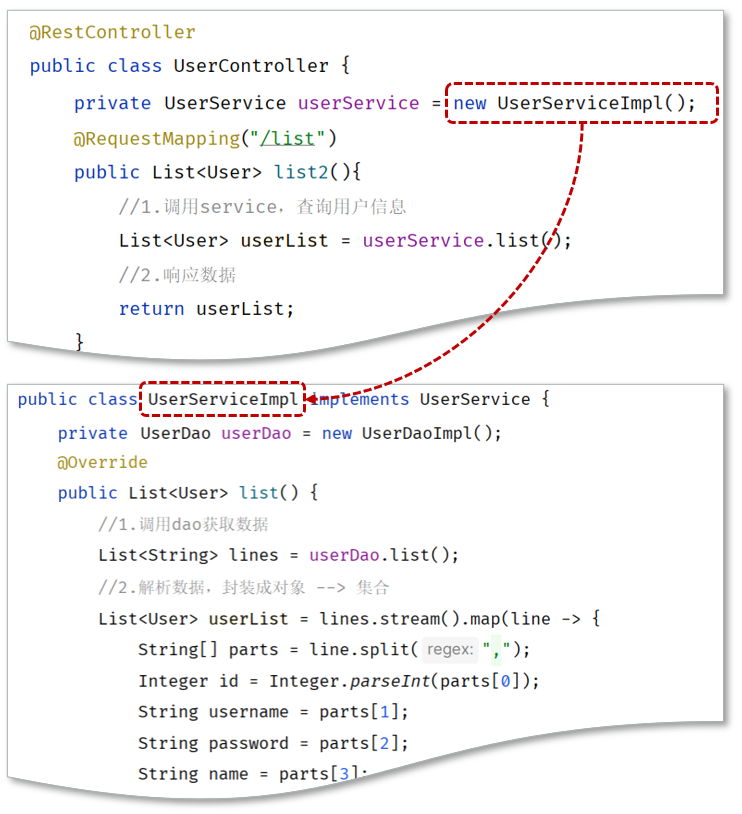 @RestController
public class UserController {
private UserService userService = new UserServiceImpl();
@RequestMapping("/list")
public List<User> list2(){
//1.调用service，查询用户信息
List<User> userList = userService.list();
//2.响应数据
return userList;
}
public class UserServiceImpl implements UserService {
private UserDao userDao = new UserDaoImpl();
@Override
public List<User> list() {
//1.调用dao获取数据
List<String> lines = userDao.list();
//2.解析数据，封装成对象 --> 集合
List<User> userList = lines.stream().map(line -> {
String[] parts = line.split( regex: ",");
Integer id = Integer.parseInt(parts[0]);
String username = parts[1];
String password = parts[2];
String name = parts[3];